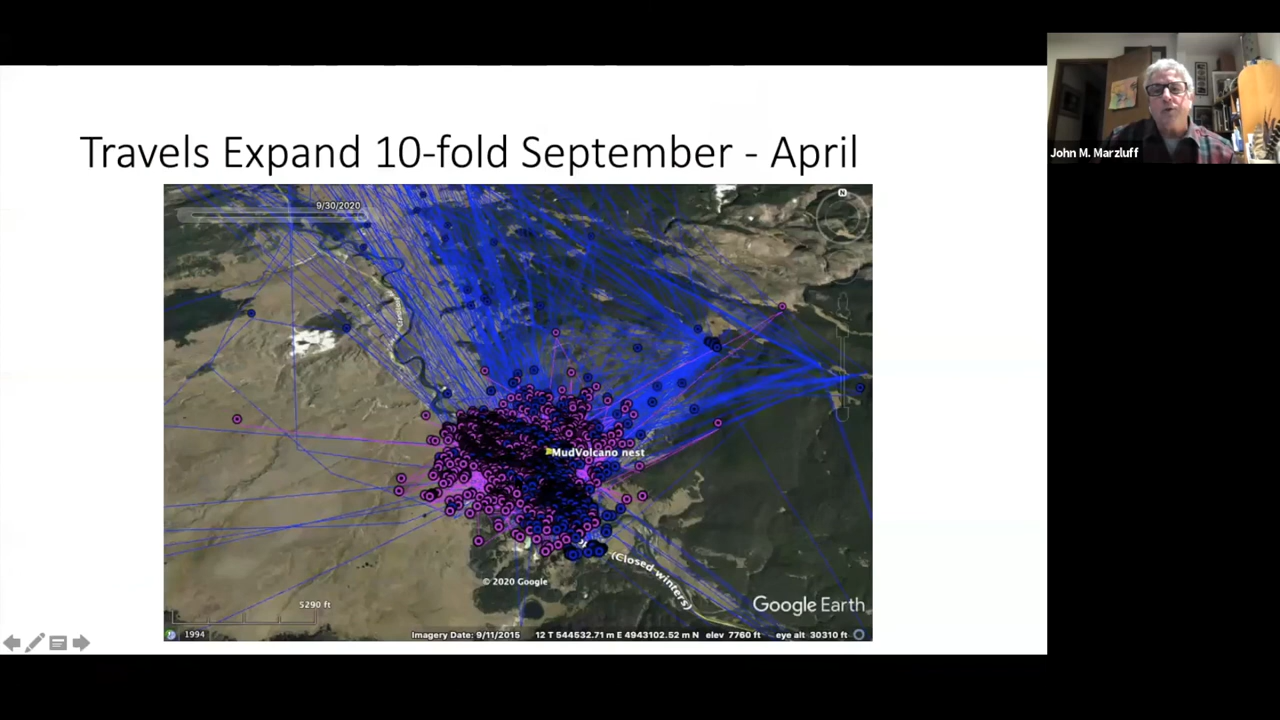 Travels Expand 10-fold September - April
John M. Marzluff
9/30/2020
N
MudVolcano nest
(Closed winters)
© 2020 Google
5290 ft
Google Earth
1994
Imagery Date: 9/11/2015 12 T 544532.71 m E 4943102.52 m N elev 7760 ft eye alt 30310 ft